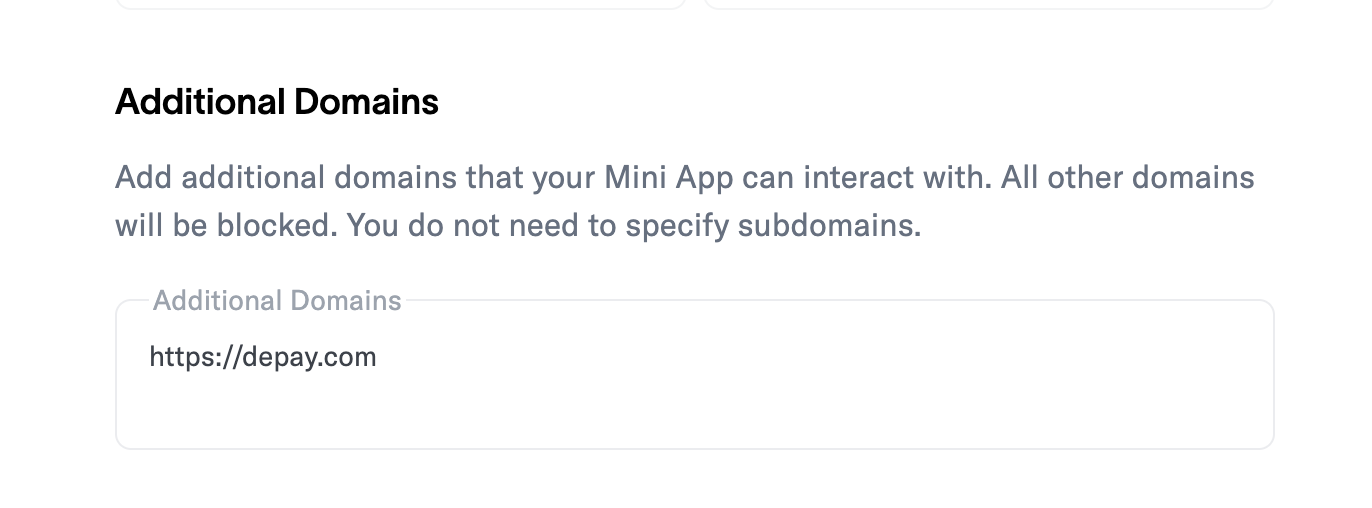 Additional Domains
Add additional domains that your Mini App can interact with. All other domains
will be blocked. You do not need to specify subdomains.
Additional Domains
https://depay.com